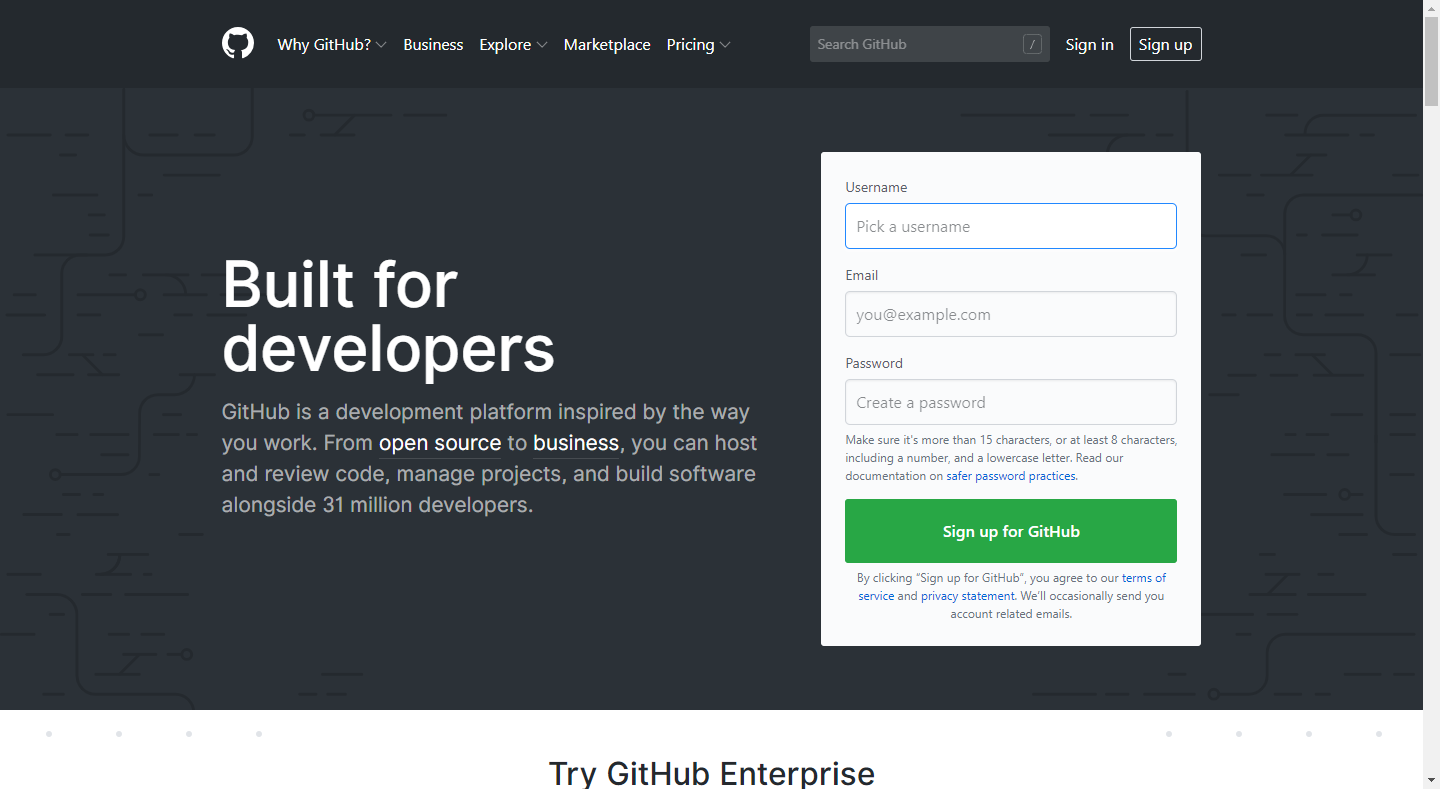 Why GitHub? Business Explore Marketplace Pricing Search GitHub / Sign in Sign up
Built for
developers
GitHub is a development platform inspired by the way
you work. From open source to business, you can host
and review code, manage projects, and build software
alongside 31 million developers.
Username
Pick a username
Email
you@example.com
Password
Create a password
Make sure it's more than 15 characters, or at least 8 characters,
including a number, and a lowercase letter. Read our
documentation on safer password practices.
Sign up for GitHub
By clicking “Sign up for GitHub”, you agree to our terms of
service and privacy statement. We’ll occasionally send you
account related emails.
Try GitHub Enterprise